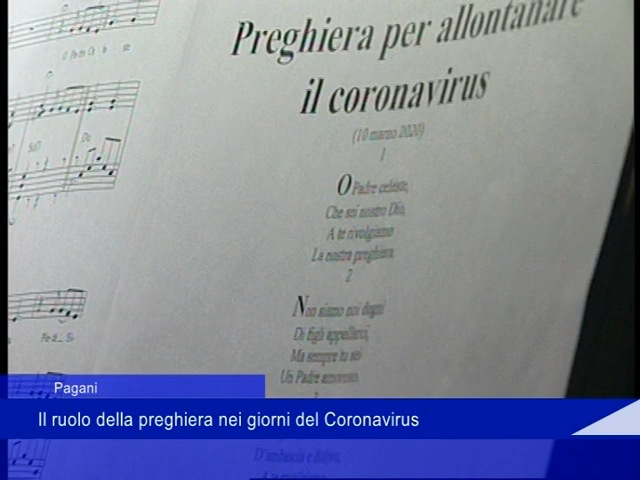 Preghiera per allontanare
il coronavirus
(10 marzo 2020)
1
O Padre celeste,
Che sei nostro Dio,
A te rivolgiamo
La nostra preghiera
2
Non siamo noi degni
Di figli appellarci,
Ma sempre tu sei
Un Padre amoroso.
Pagani
Il ruolo della preghiera nei giorni del Coronavirus
D'ambascia e dolore,